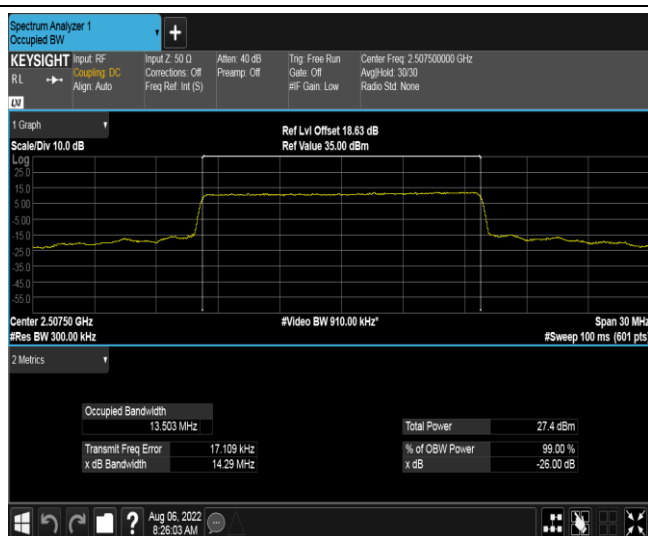 Spectrum Analyzer 1
Occupied BW
+
KEYSIGHT
RL
LXI
Input: RF
Coupling: DC
Align: Auto
Input Z: 50 Ω
Corrections: Off
Freq Ref: Int (S)
Atten: 40 dB
Preamp: Off
Trig: Free Run
Gate: Off
#IF Gain: Low
Center Freq: 2.507500000 GHz
Avg|Hold: 30/30
Radio Std: None
1 Graph
Scale/Div 10.0 dB
Ref Lvl Offset 18.63 dB
Ref Value 35.00 dBm
Log
25.0
15.0
5.00
-5.00
-15.0
-25.0
-35.0
-45.0
-55.0
Center 2.50750 GHz
#Res BW 300.00 kHz
#Video BW 910.00 kHz*
Span 30 MHz
#Sweep 100 ms (601 pts)
2 Metrics
Occupied Bandwidth
13.503 MHz
Total Power 27.4 dBm
Transmit Freq Error 17.109 kHz
x dB Bandwidth 14.29 MHz
% of OBW Power 99.00 %
x dB -26.00 dB
?
Aug 06, 2022
8:26:03 AM